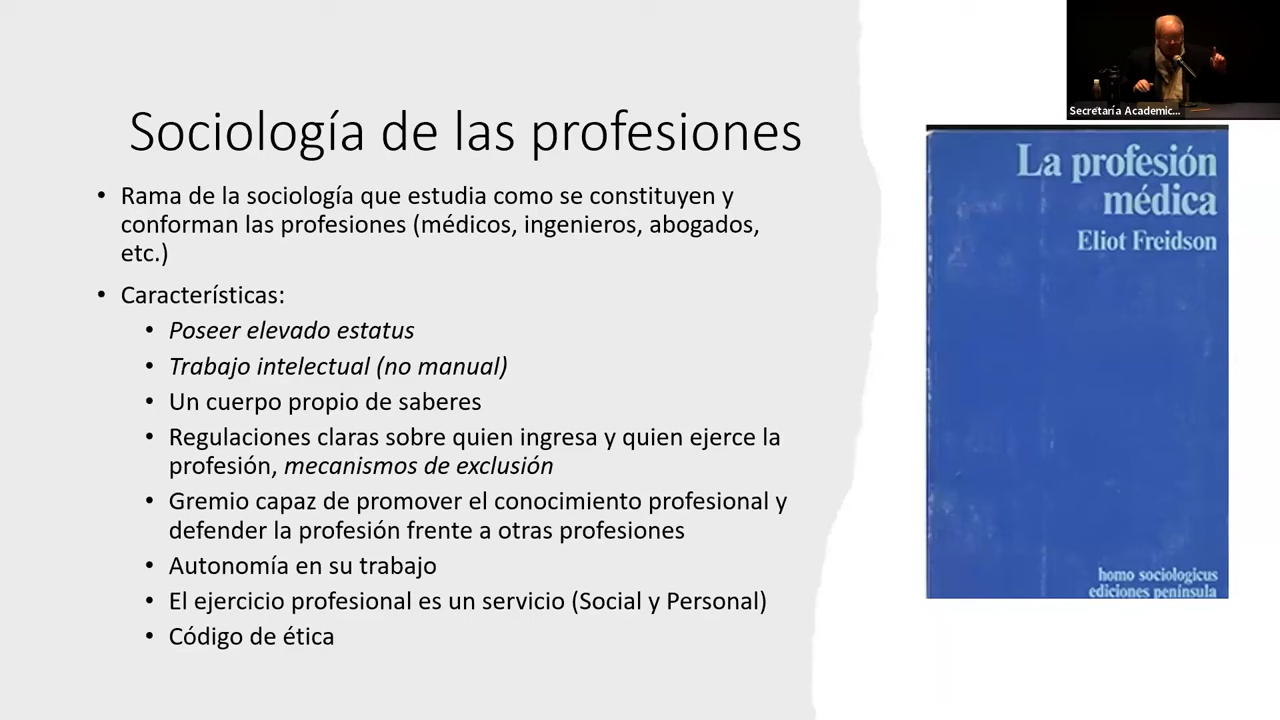 Sociología de las profesiones
• Rama de la sociología que estudia como se constituyen y
conforman las profesiones (médicos, ingenieros, abogados,
etc.)
• Características:
• Poseer elevado estatus
• Trabajo intelectual (no manual)
• Un cuerpo propio de saberes
• Regulaciones claras sobre quien ingresa y quien ejerce la
profesión, mecanismos de exclusión
• Gremio capaz de promover el conocimiento profesional y
defender la profesión frente a otras profesiones
• Autonomía en su trabajo
• El ejercicio profesional es un servicio (Social y Personal)
• Código de ética
Secretaría Academic...
La profesión
médica
Eliot Freidson
homo sociologicus
ediciones península